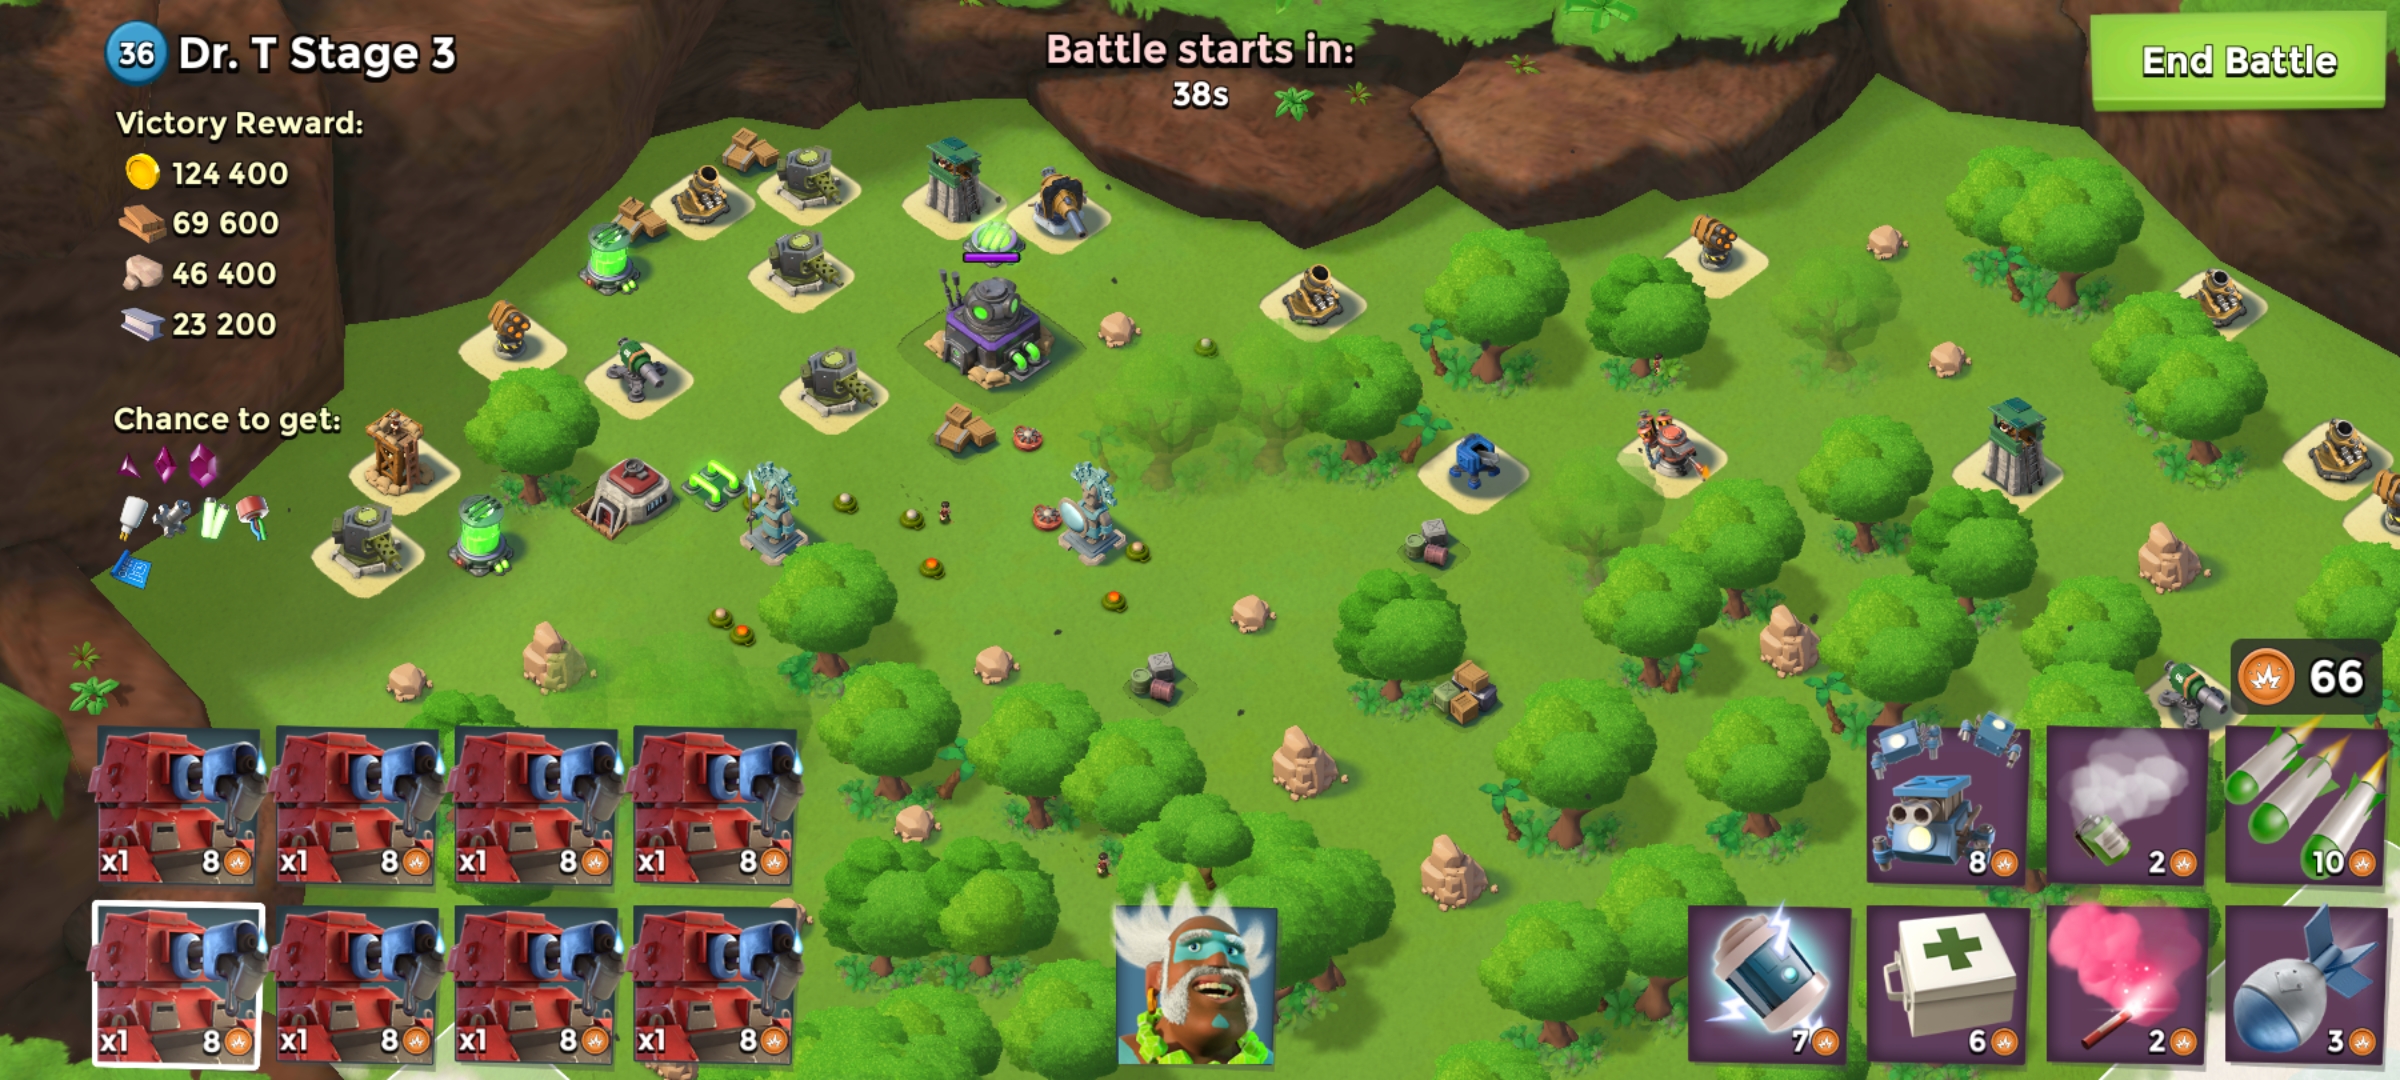 36 Dr. T Stage 3
Battle starts in:
38s
End Battle
Victory Reward:
124 400
69 600
46 400
23 200
Chance to get:
66
x1 8
x1 8
x1 8
x1 8
8
2
10
x1 8
x1 8
x1 8
x1 8
7
6
2
3